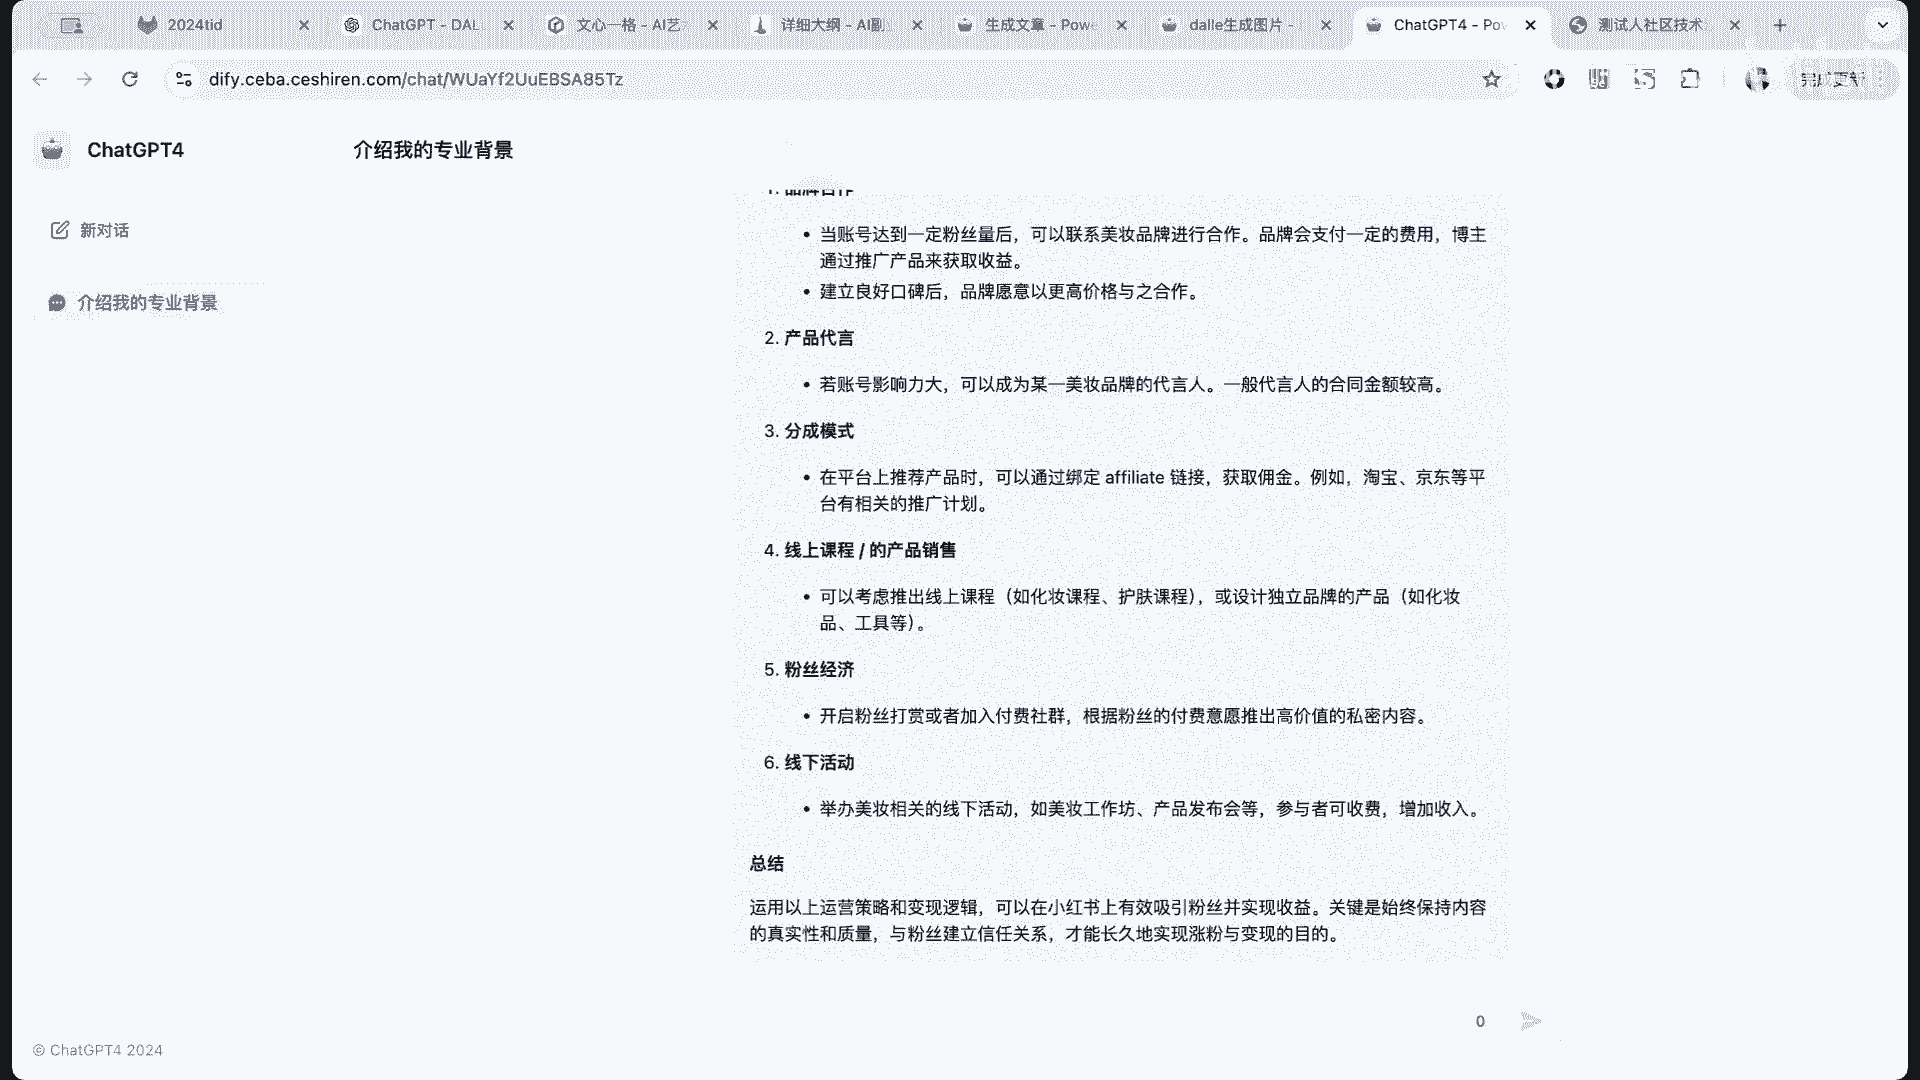 2024tid
ChatGPT - DAL
文心一格 - AI艺
详细大纲 - AI副
生成文章 - Powe
dalle生成图片 -
ChatGPT4 - Po
测试人社区技术
dify.ceba.ceshiren.com/chat/WUaYf2UuEBSA85Tz
完成更新
ChatGPT4
介绍我的专业背景
新对话
介绍我的专业背景
1. 品牌合作
当账号达到一定粉丝量后，可以联系美妆品牌进行合作。品牌会支付一定的费用，博主
通过推广产品来获取收益。
建立良好口碑后，品牌愿意以更高价格与之合作。
2. 产品代言
若账号影响力大，可以成为某一美妆品牌的代言人。一般代言人的合同金额较高。
3. 分成模式
在平台上推荐产品时，可以通过绑定 affiliate 链接，获取佣金。例如，淘宝、京东等平
台有相关的推广计划。
4. 线上课程 / 的产品销售
可以考虑推出线上课程（如化妆课程、护肤课程），或设计独立品牌的产品（如化妆
品、工具等）。
5. 粉丝经济
开启粉丝打赏或者加入付费社群，根据粉丝的付费意愿推出高价值的私密内容。
6. 线下活动
举办美妆相关的线下活动，如美妆工作坊、产品发布会等，参与者可收费，增加收入。
总结
运用以上运营策略和变现逻辑，可以在小红书上有效吸引粉丝并实现收益。关键是始终保持内容
的真实性和质量，与粉丝建立信任关系，才能长久地实现涨粉与变现的目的。
0
© ChatGPT4 2024